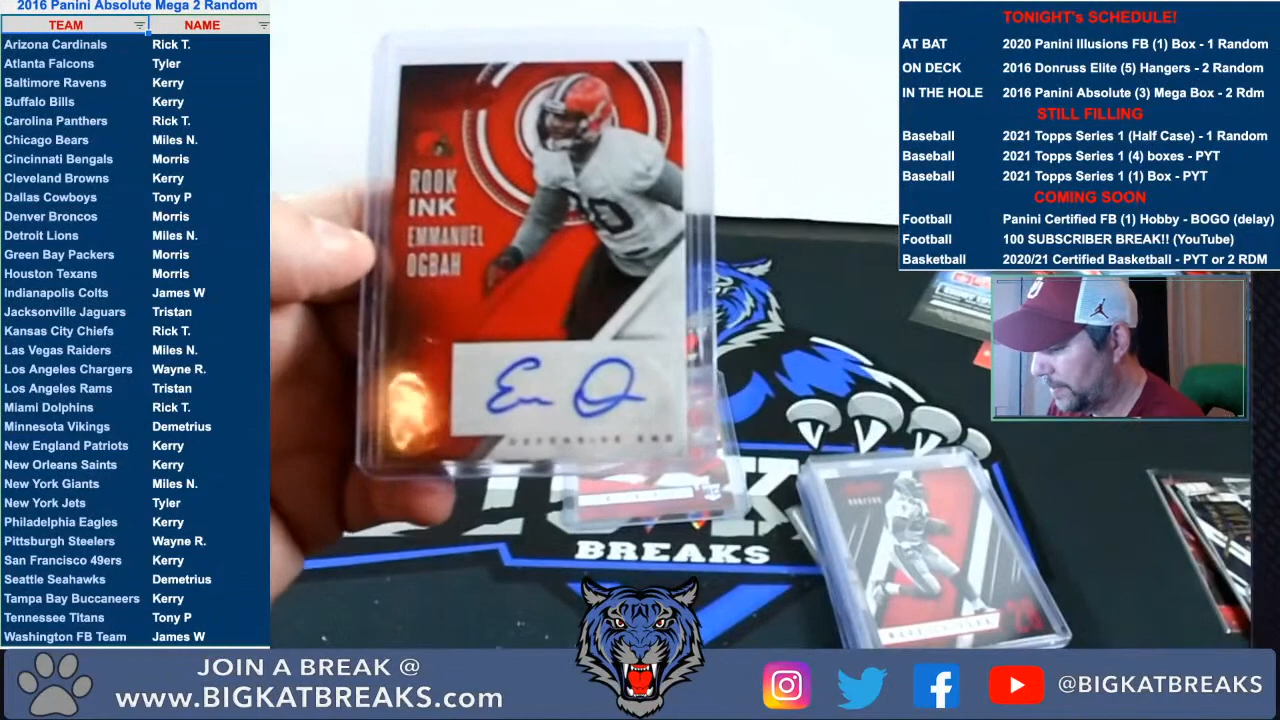 2016 Panini Absolute Mega 2 Random
TEAM NAME
Arizona Cardinals Rick T.
Atlanta Falcons Tyler
Baltimore Ravens Kerry
Buffalo Bills Kerry
Carolina Panthers Rick T.
Chicago Bears Miles N.
Cincinnati Bengals Morris
Cleveland Browns Kerry
Dallas Cowboys Tony P
Denver Broncos Morris
Detroit Lions Miles N.
Green Bay Packers Morris
Houston Texans Morris
Indianapolis Colts James W
Jacksonville Jaguars Tristan
Kansas City Chiefs Rick T.
Las Vegas Raiders Miles N.
Los Angeles Chargers Wayne R.
Los Angeles Rams Tristan
Miami Dolphins Rick T.
Minnesota Vikings Demetrius
New England Patriots Kerry
New Orleans Saints Kerry
New York Giants Miles N.
New York Jets Tyler
Philadelphia Eagles Kerry
Pittsburgh Steelers Wayne R.
San Francisco 49ers Kerry
Seattle Seahawks Demetrius
Tampa Bay Buccaneers Kerry
Tennessee Titans Tony P
Washington FB Team James W
ROOK
INK
EMMANUEL
OGBAH
DEFENSIVE END
BREAKS
TONIGHT's SCHEDULE!
AT BAT 2020 Panini Illusions FB (1) Box - 1 Random
ON DECK 2016 Donruss Elite (5) Hangers - 2 Random
IN THE HOLE 2016 Panini Absolute (3) Mega Box - 2 Rdm
STILL FILLING
Baseball 2021 Topps Series 1 (Half Case) - 1 Random
Baseball 2021 Topps Series 1 (4) boxes - PYT
Baseball 2021 Topps Series 1 (1) Box - PYT
COMING SOON
Football Panini Certified FB (1) Hobby - BOGO (delay)
Football 100 SUBSCRIBER BREAK!! (YouTube)
Basketball 2020/21 Certified Basketball - PYT or 2 RDM
JOIN A BREAK @
www.BIGKATBREAKS.com
@BIGKATBREAKS